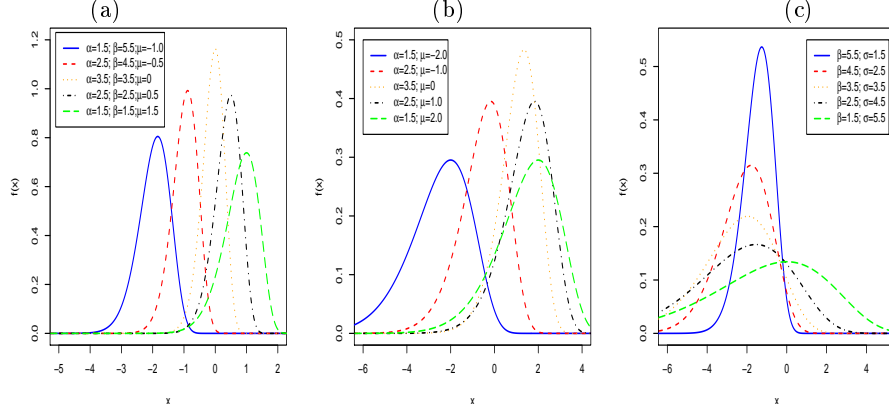 (a)
f(x)
0.0 0.2 0.4 0.6 0.8 1.0 1.2
α=1.5; β=5.5;μ=−1.0
α=2.5; β=4.5;μ=−0.5
α=3.5; β=3.5;μ=0
α=2.5; β=2.5;μ=0.5
α=1.5; β=1.5;μ=1.5
−5 −4 −3 −2 −1 0 1 2
x
(b)
f(x)
0.0 0.1 0.2 0.3 0.4 0.5
α=1.5; μ=−2.0
α=2.5; μ=−1.0
α=3.5; μ=0
α=2.5; μ=1.0
α=1.5; μ=2.0
−6 −4 −2 0 2 4
x
(c)
f(x)
0.0 0.1 0.2 0.3 0.4 0.5
β=5.5; σ=1.5
β=4.5; σ=2.5
β=3.5; σ=3.5
β=2.5; σ=4.5
β=1.5; σ=5.5
−6 −4 −2 0 2 4
x